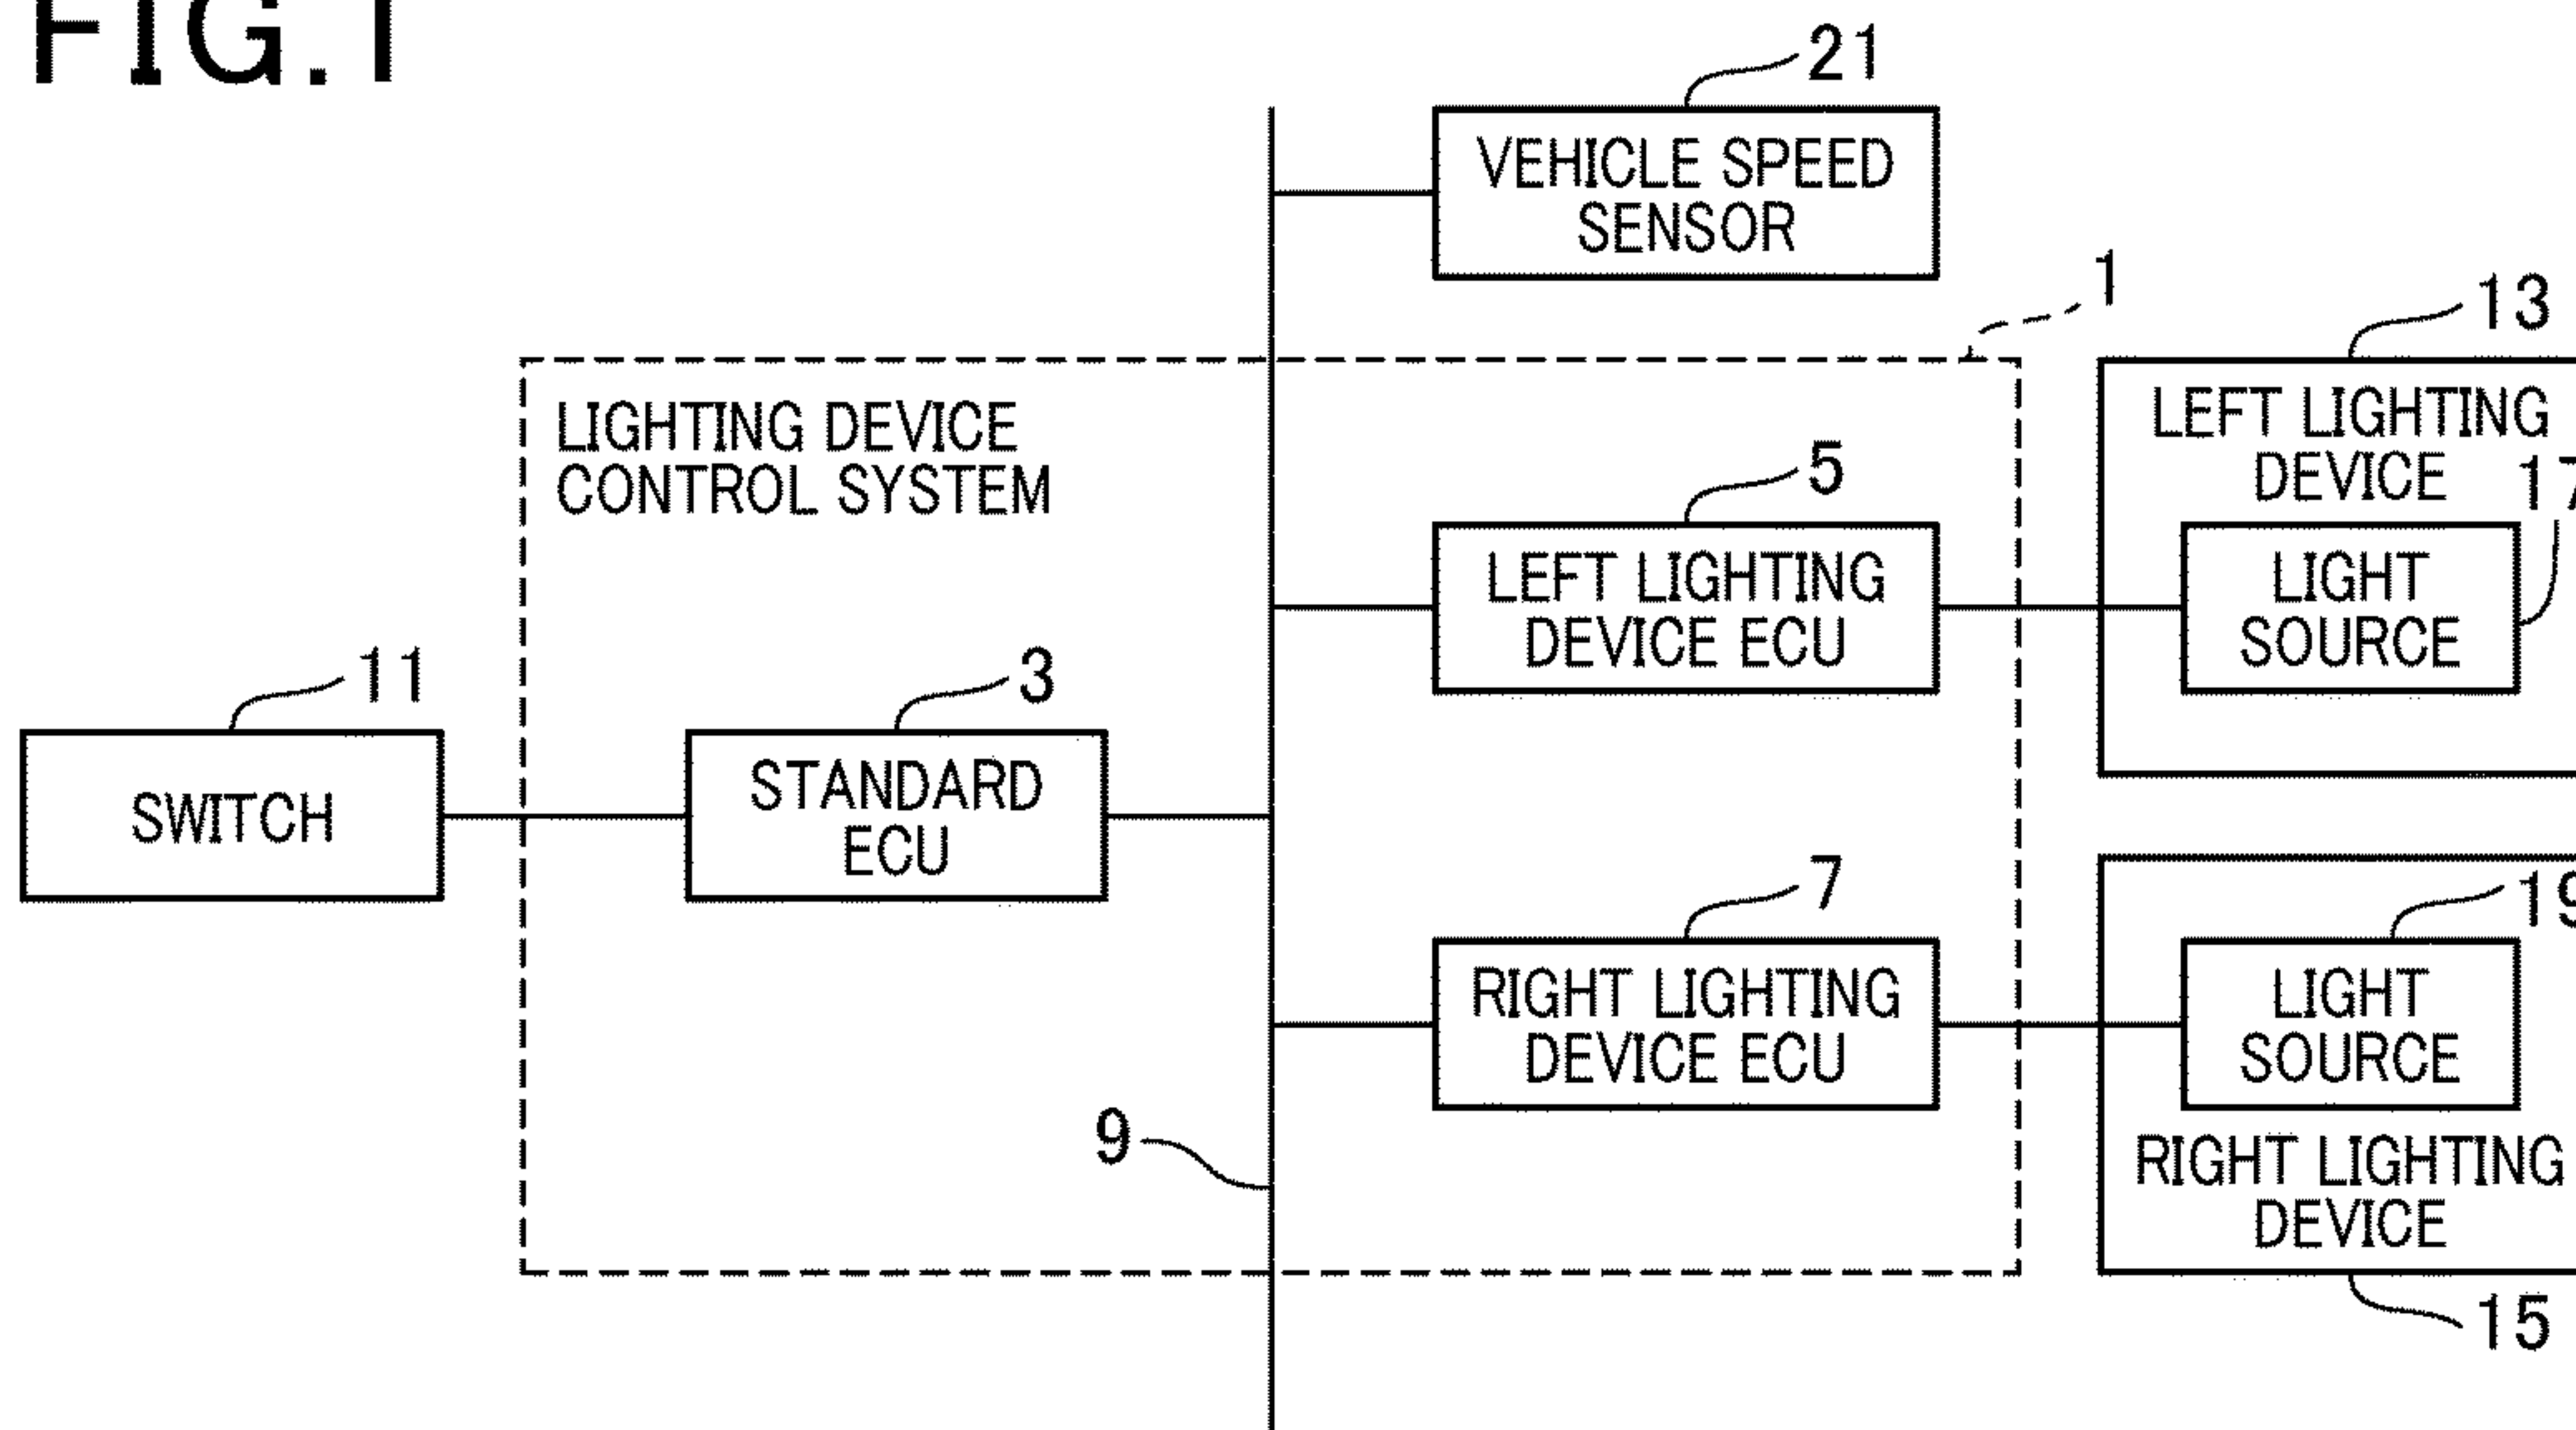 FIG.1
21
VEHICLE SPEED
SENSOR
1
13
LIGHTING DEVICE
CONTROL SYSTEM
LEFT LIGHTING
DEVICE
17
5
LEFT LIGHTING
DEVICE ECU
LIGHT
SOURCE
11
3
SWITCH
STANDARD
ECU
7
19
RIGHT LIGHTING
DEVICE ECU
LIGHT
SOURCE
9
RIGHT LIGHTING
DEVICE
15